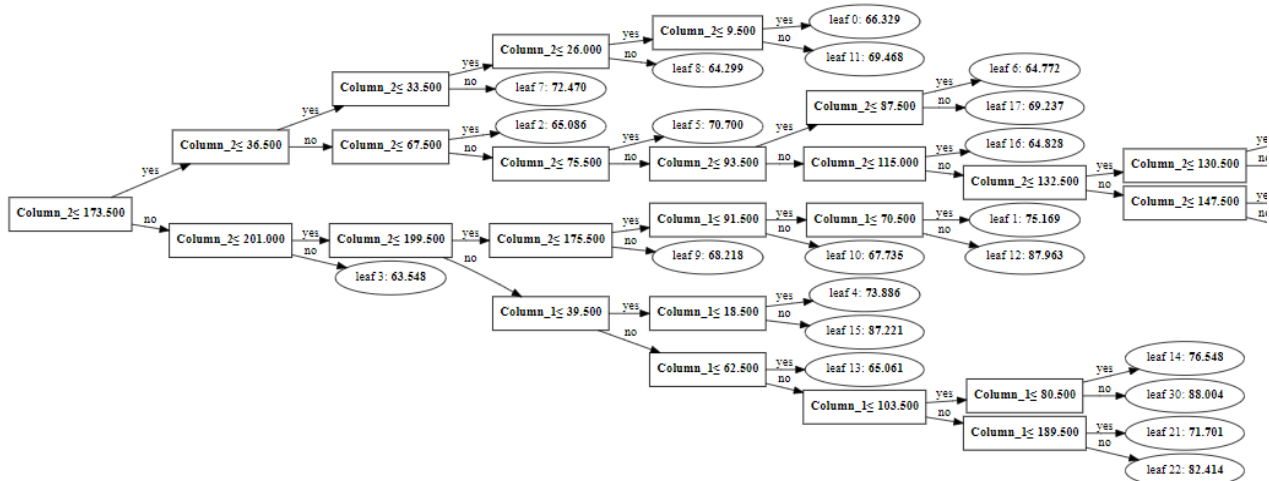 Column_2≤ 173.500
yes
no
Column_2≤ 36.500
yes
no
Column_2≤ 33.500
yes
no
Column_2≤ 26.000
yes
no
Column_2≤ 9.500
yes
no
leaf 0: 66.329
leaf 11: 69.468
leaf 8: 64.299
leaf 7: 72.470
Column_2≤ 67.500
yes
no
leaf 2: 65.086
Column_2≤ 75.500
yes
no
leaf 5: 70.700
Column_2≤ 93.500
yes
no
Column_2≤ 87.500
yes
no
leaf 6: 64.772
leaf 17: 69.237
Column_2≤ 115.000
yes
no
leaf 16: 64.828
Column_2≤ 132.500
yes
no
Column_2≤ 130.500
no
Column_2≤ 147.500
yes
no
Column_2≤ 201.000
yes
no
leaf 3: 63.548
Column_2≤ 199.500
yes
no
Column_2≤ 175.500
yes
no
Column_1≤ 91.500
yes
no
Column_1≤ 70.500
yes
no
leaf 1: 75.169
leaf 12: 87.963
leaf 10: 67.735
leaf 9: 68.218
Column_1≤ 39.500
yes
no
Column_1≤ 18.500
yes
no
leaf 4: 73.886
leaf 15: 87.221
Column_1≤ 62.500
yes
no
leaf 13: 65.061
Column_1≤ 103.500
yes
no
Column_1≤ 80.500
yes
no
leaf 14: 76.548
leaf 30: 88.004
Column_1≤ 189.500
yes
no
leaf 21: 71.701
leaf 22: 82.414